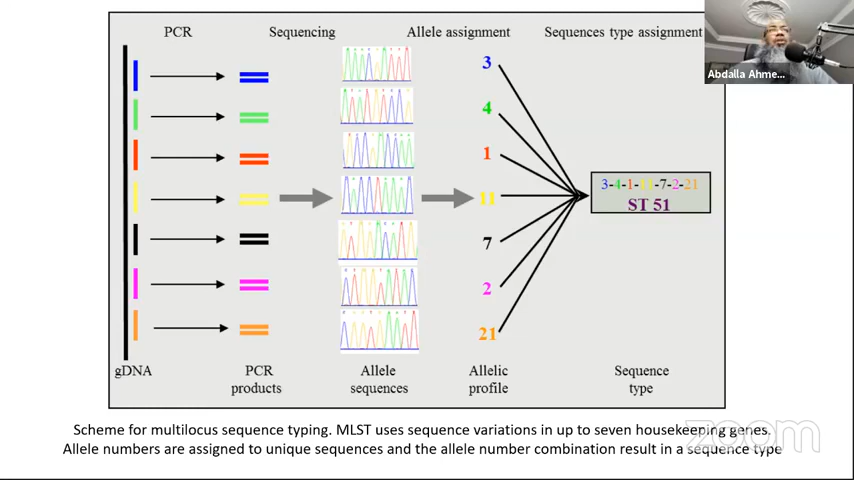 PCR
Sequencing
Allele assignment
Sequences type assignment
Abdalla Ahme...
3
4
1
11
7
2
21
3-4-1-11-7-2-21
ST 51
gDNA
PCR
products
Allele
sequences
Allelic
profile
Sequence
type
Scheme for multilocus sequence typing. MLST uses sequence variations in up to seven housekeeping genes.
Allele numbers are assigned to unique sequences and the allele number combination result in a sequence type
zoom